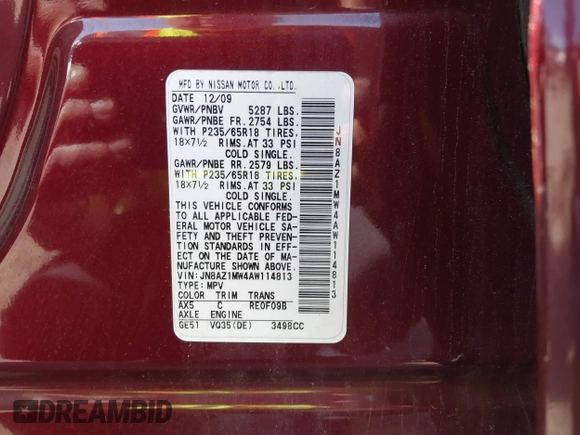 MFD BY NISSAN MOTOR CO.,LTD.
DATE 12/09
GVWR/PNBV 5287 LBS.
GAWR/PNBE FR. 2754 LBS.
WITH P235/65R18 TIRES.
18×7½ RIMS. AT 33 PSI
COLD SINGLE.
GAWR/PNBE RR. 2579 LBS.
WITH P235/65R18 TIRES.
18×7½ RIMS. AT 33 PSI
COLD SINGLE.
THIS VEHICLE CONFORMS
TO ALL APPLICABLE FED-
ERAL MOTOR VEHICLE SA-
FETY AND THEFT PREVEN-
TION STANDARDS IN EFF-
ECT ON THE DATE OF MA-
NUFACTURE SHOWN ABOVE.
VIN: JN8AZ1MW4AW114813
TYPE: MPV
COLOR TRIM TRANS
AX5 C RE0F09B
AXLE ENGINE
GE51 VQ35(DE) 3498CC
JN8AZ1MW4AW114813
DREAMBID